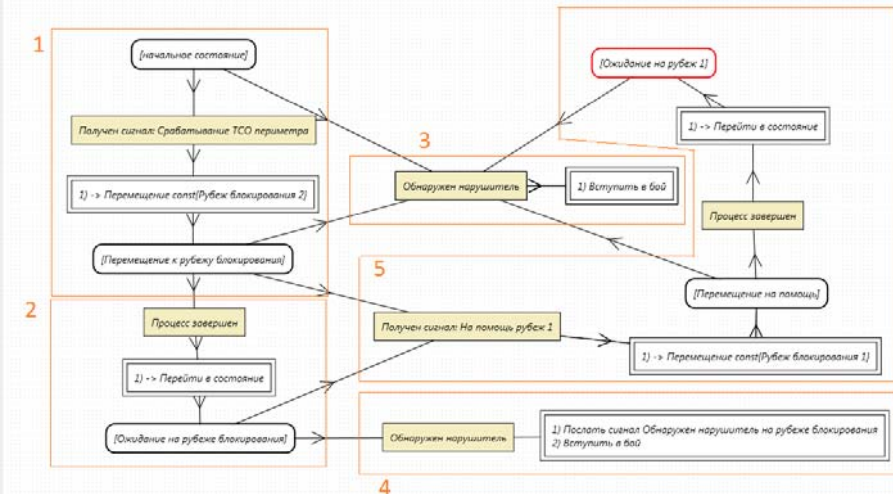 1
[начальное состояние]
Получен сигнал: Срабатывание ТСО периметра
1) -> Перемещение const(Рубеж блокирования 2)
[Перемещение к рубежу блокирования]
2
Процесс завершен
1) -> Перейти в состояние
[Ожидание на рубеже блокирования]
3
Обнаружен нарушитель
1) Вступить в бой
[Ожидание на рубеж 1]
1) -> Перейти в состояние
Процесс завершен
[Перемещение на помощь]
5
Получен сигнал: На помощь рубеж 1
1) -> Перемещение const(Рубеж блокирования 1)
Обнаружен нарушитель
1) Послать сигнал Обнаружен нарушитель на рубеже блокирования
2) Вступить в бой
4